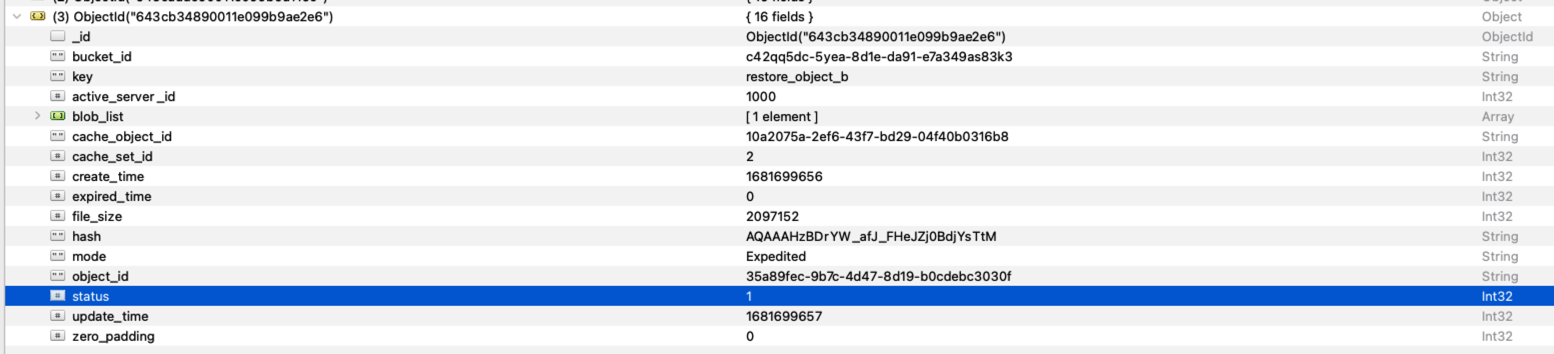 (3) ObjectId("643cb34890011e099b9ae2e6") { 16 fields } Object
_id ObjectId("643cb34890011e099b9ae2e6") ObjectId
bucket_id c42qq5dc-5yea-8d1e-da91-e7a349as83k3 String
key restore_object_b String
active_server_id 1000 Int32
blob_list [ 1 element ] Array
cache_object_id 10a2075a-2ef6-43f7-bd29-04f40b0316b8 String
cache_set_id 2 Int32
create_time 1681699656 Int32
expired_time 0 Int32
file_size 2097152 Int32
hash AQAAAHzBDrYW_afJ_FHeJZj0BdjYsTtM String
mode Expedited String
object_id 35a89fec-9b7c-4d47-8d19-b0cdebc3030f String
status 1 Int32
update_time 1681699657 Int32
zero_padding 0 Int32